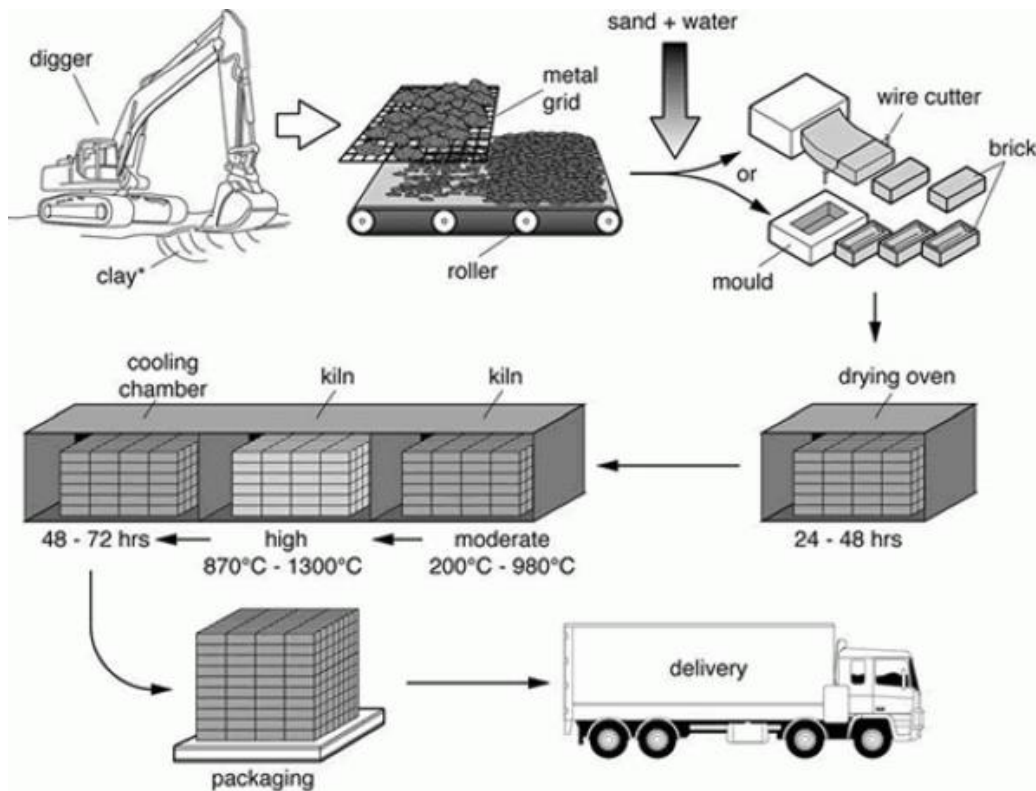 digger
clay*
metal
grid
roller
sand + water
wire cutter
brick
or
mould
drying oven
24 - 48 hrs
kiln
moderate
200°C - 980°C
kiln
high
870°C - 1300°C
cooling
chamber
48 - 72 hrs
packaging
delivery